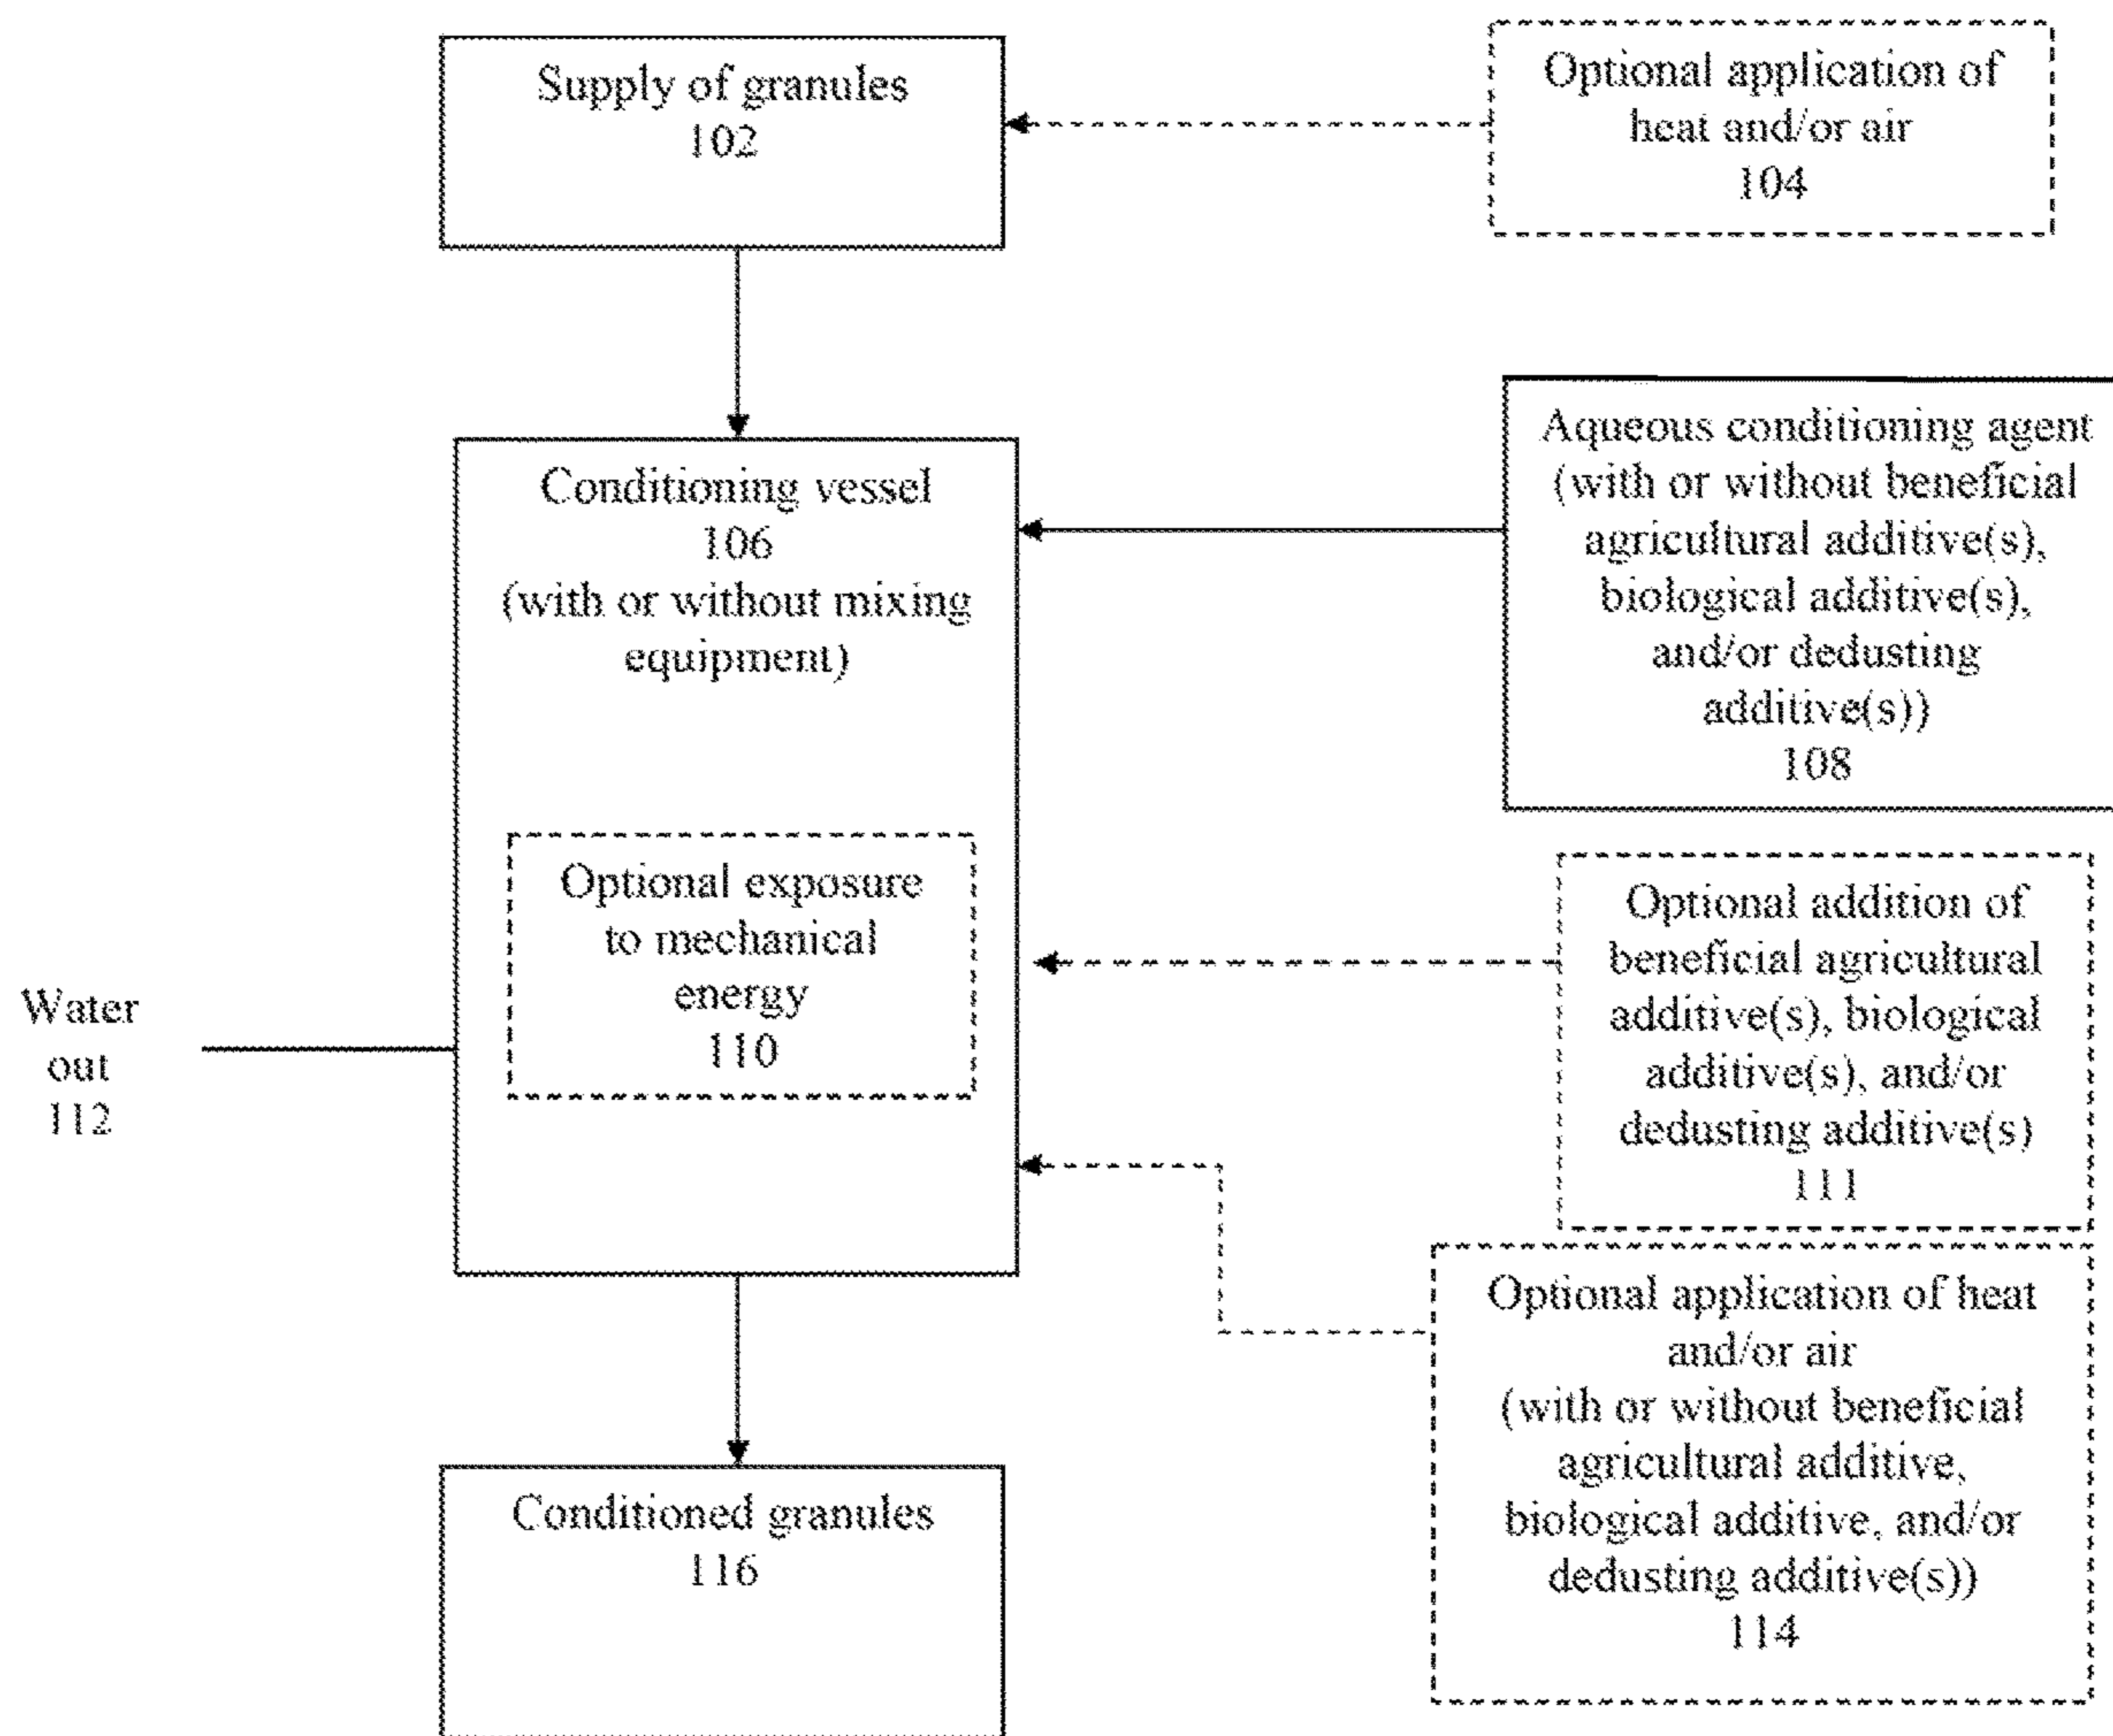 Supply of granules
102
Optional application of
heat and/or air
104
Conditioning vessel
106
(with or without mixing
equipment)
Aqueous conditioning agent
(with or without beneficial
agricultural additive(s),
biological additive(s),
and/or dedusting
additive(s))
108
Optional exposure
to mechanical
energy
110
Optional addition of
beneficial agricultural
additive(s), biological
additive(s), and/or
dedusting additive(s)
111
Water
out
112
Optional application of heat
and/or air
(with or without beneficial
agricultural additive,
biological additive, and/or
dedusting additive(s))
114
Conditioned granules
116